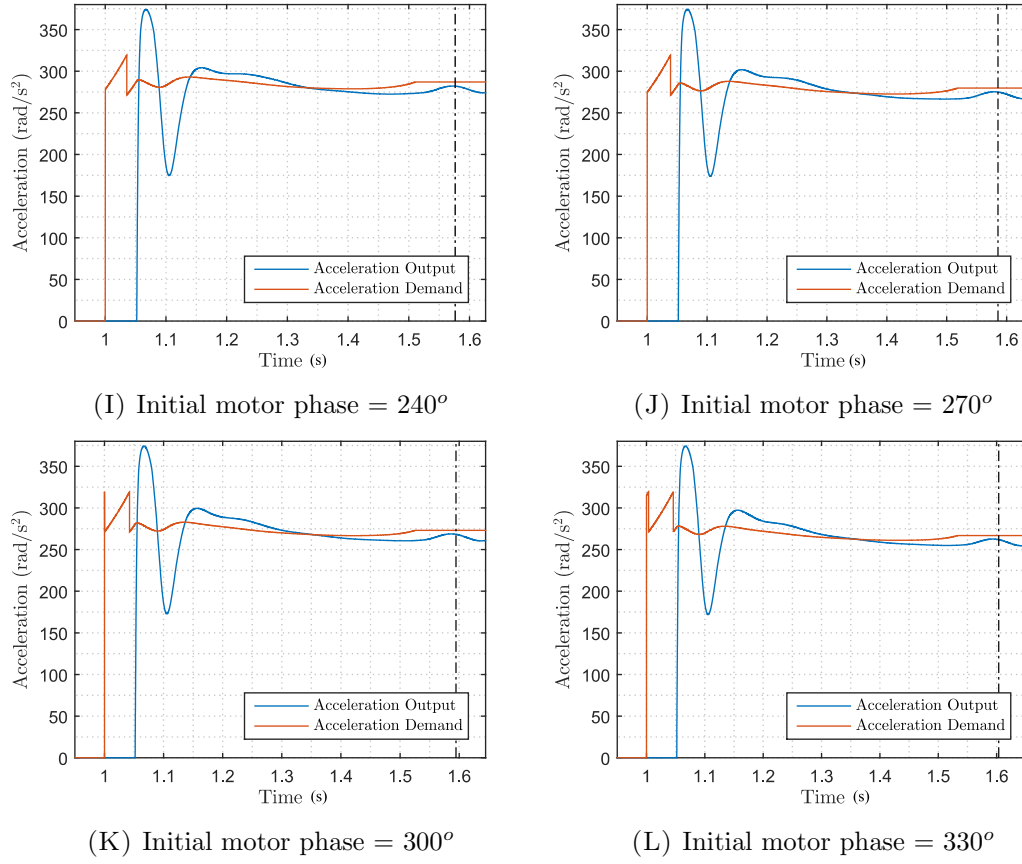 350
300
250
200
150
100
50
0
Acceleration (rad/s²)
Acceleration Output
Acceleration Demand
1 1.1 1.2 1.3 1.4 1.5 1.6
Time (s)
(I) Initial motor phase = 240ᵒ
350
300
250
200
150
100
50
0
Acceleration (rad/s²)
Acceleration Output
Acceleration Demand
1 1.1 1.2 1.3 1.4 1.5 1.6
Time (s)
(J) Initial motor phase = 270ᵒ
350
300
250
200
150
100
50
0
Acceleration (rad/s²)
Acceleration Output
Acceleration Demand
1 1.1 1.2 1.3 1.4 1.5 1.6
Time (s)
(K) Initial motor phase = 300ᵒ
350
300
250
200
150
100
50
0
Acceleration (rad/s²)
Acceleration Output
Acceleration Demand
1 1.1 1.2 1.3 1.4 1.5 1.6
Time (s)
(L) Initial motor phase = 330ᵒ